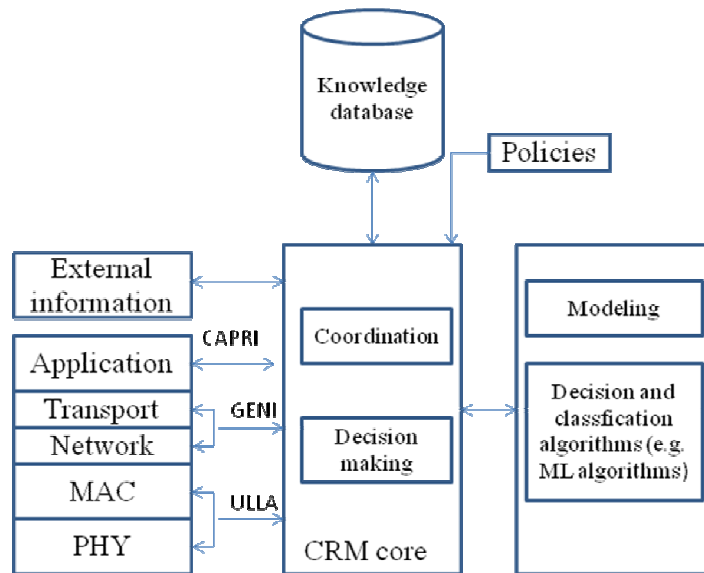 Knowledge
database
Policies
External
information
CAPRI
Application
Transport
GENI
Network
MAC
ULLA
PHY
Coordination
Decision
making
CRM core
Modeling
Decision and
classfication
algorithms (e.g.
ML algorithms)